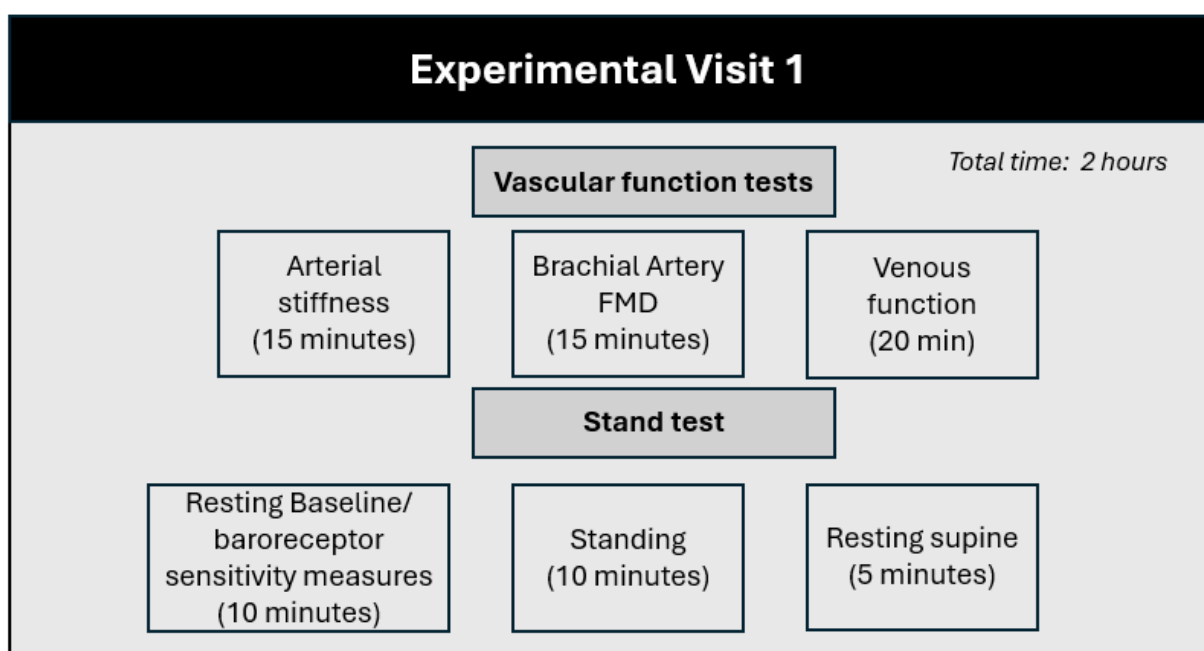 Experimental Visit 1
Total time:  2 hours
Vascular function tests
Arterial
stiffness
(15 minutes)
Brachial Artery
FMD
(15 minutes)
Venous
function
(20 min)
Stand test
Resting Baseline/
baroreceptor
sensitivity measures
(10 minutes)
Standing
(10 minutes)
Resting supine
(5 minutes)